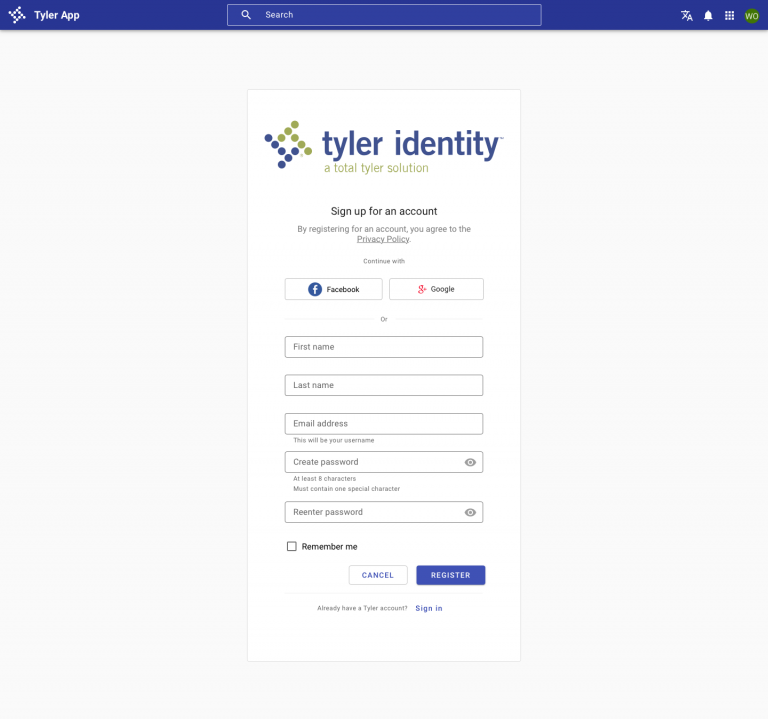 Tyler App
Search
WO
tyler identity™
a total tyler solution
Sign up for an account
By registering for an account, you agree to the
Privacy Policy.
Continue with
Facebook
Google
Or
First name
Last name
Email address
This will be your username
Create password
At least 8 characters
Must contain one special character
Reenter password
Remember me
CANCEL
REGISTER
Already have a Tyler account? Sign in